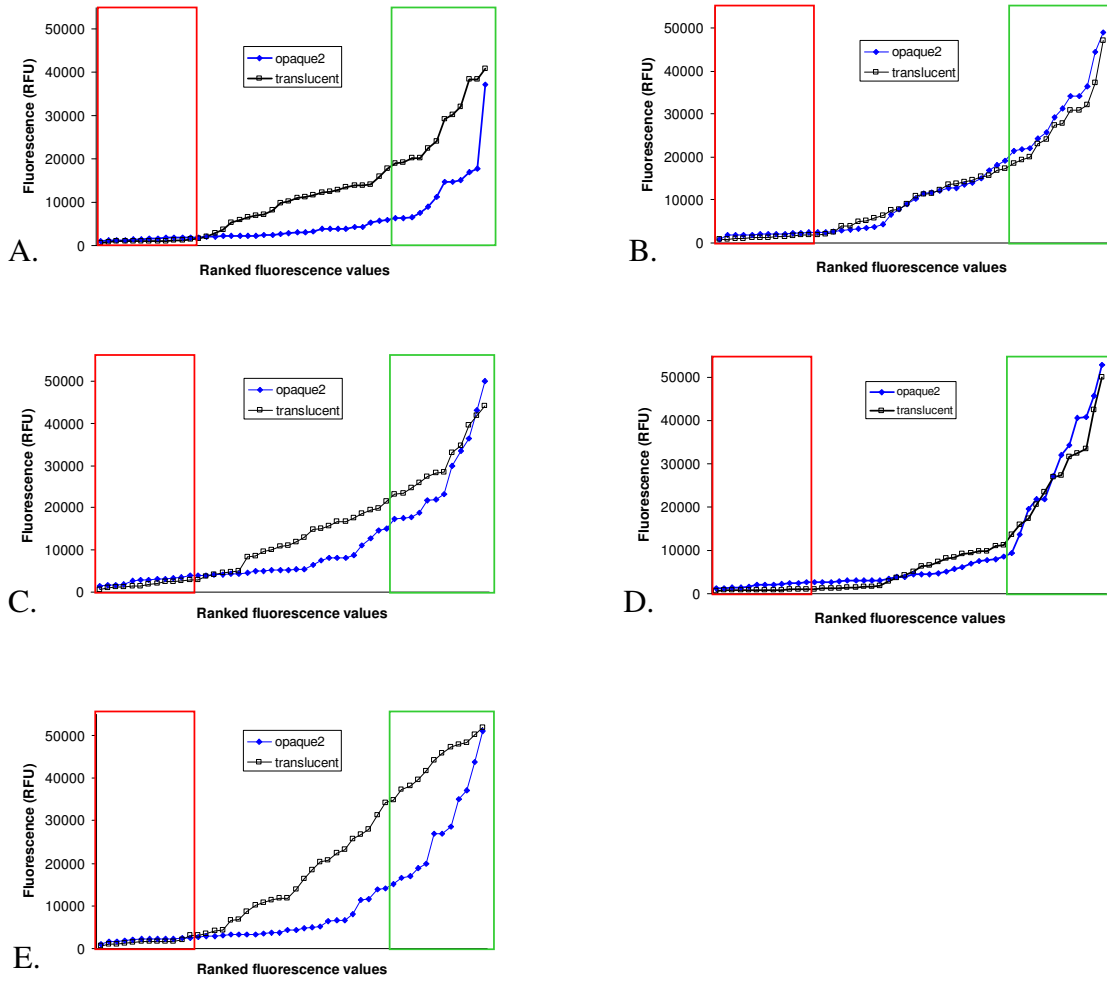 50000
40000
30000
20000
10000
0
Fluorescence (RFU)
opaque2
translucent
Ranked fluorescence values
A.
50000
40000
30000
20000
10000
0
Fluorescence (RFU)
opaque2
translucent
Ranked fluorescence values
B.
50000
40000
30000
20000
10000
0
Fluorescence (RFU)
opaque2
translucent
Ranked fluorescence values
C.
50000
40000
30000
20000
10000
0
Fluorescence (RFU)
opaque2
translucent
Ranked fluorescence values
D.
50000
40000
30000
20000
10000
0
Fluorescence (RFU)
opaque2
translucent
Ranked fluorescence values
E.